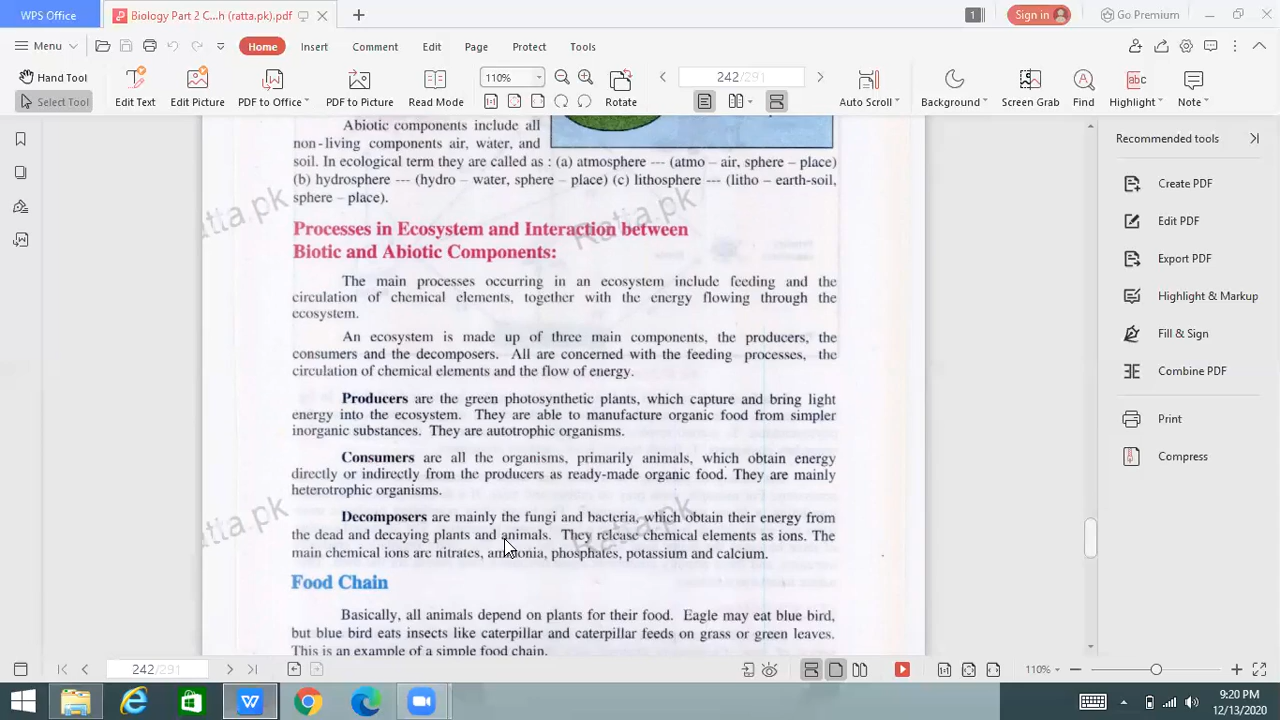 WPS Office
Biology Part 2 C...h (ratta.pk).pdf
1
Sign in
Go Premium
Menu
Home
Insert
Comment
Edit
Page
Protect
Tools
Hand Tool
Select Tool
Edit Text
Edit Picture
PDF to Office
PDF to Picture
Read Mode
110%
Rotate
242/291
Auto Scroll
Background
Screen Grab
Find
Highlight
Note
Abiotic components include all
non-living components air, water, and
soil. In ecological term they are called as : (a) atmosphere --- (atmo – air, sphere – place)
(b) hydrosphere --- (hydro – water, sphere – place) (c) lithosphere --- (litho – earth-soil,
sphere – place).
Processes in Ecosystem and Interaction between
Biotic and Abiotic Components:
The main processes occurring in an ecosystem include feeding and the
circulation of chemical elements, together with the energy flowing through the
ecosystem.
An ecosystem is made up of three main components, the producers, the
consumers and the decomposers. All are concerned with the feeding processes, the
circulation of chemical elements and the flow of energy.
Producers are the green photosynthetic plants, which capture and bring light
energy into the ecosystem. They are able to manufacture organic food from simpler
inorganic substances. They are autotrophic organisms.
Consumers are all the organisms, primarily animals, which obtain energy
directly or indirectly from the producers as ready-made organic food. They are mainly
heterotrophic organisms.
Decomposers are mainly the fungi and bacteria, which obtain their energy from
the dead and decaying plants and animals. They release chemical elements as ions. The
main chemical ions are nitrates, ammonia, phosphates, potassium and calcium.
Food Chain
Basically, all animals depend on plants for their food. Eagle may eat blue bird,
but blue bird eats insects like caterpillar and caterpillar feeds on grass or green leaves.
This is an example of a simple food chain.
Ratta.pk
Ratta.pk
Ratta.pk
Ratta.pk
Recommended tools
Create PDF
Edit PDF
Export PDF
Highlight & Markup
Fill & Sign
Combine PDF
Print
Compress
242/291
110%
9:20 PM
12/13/2020